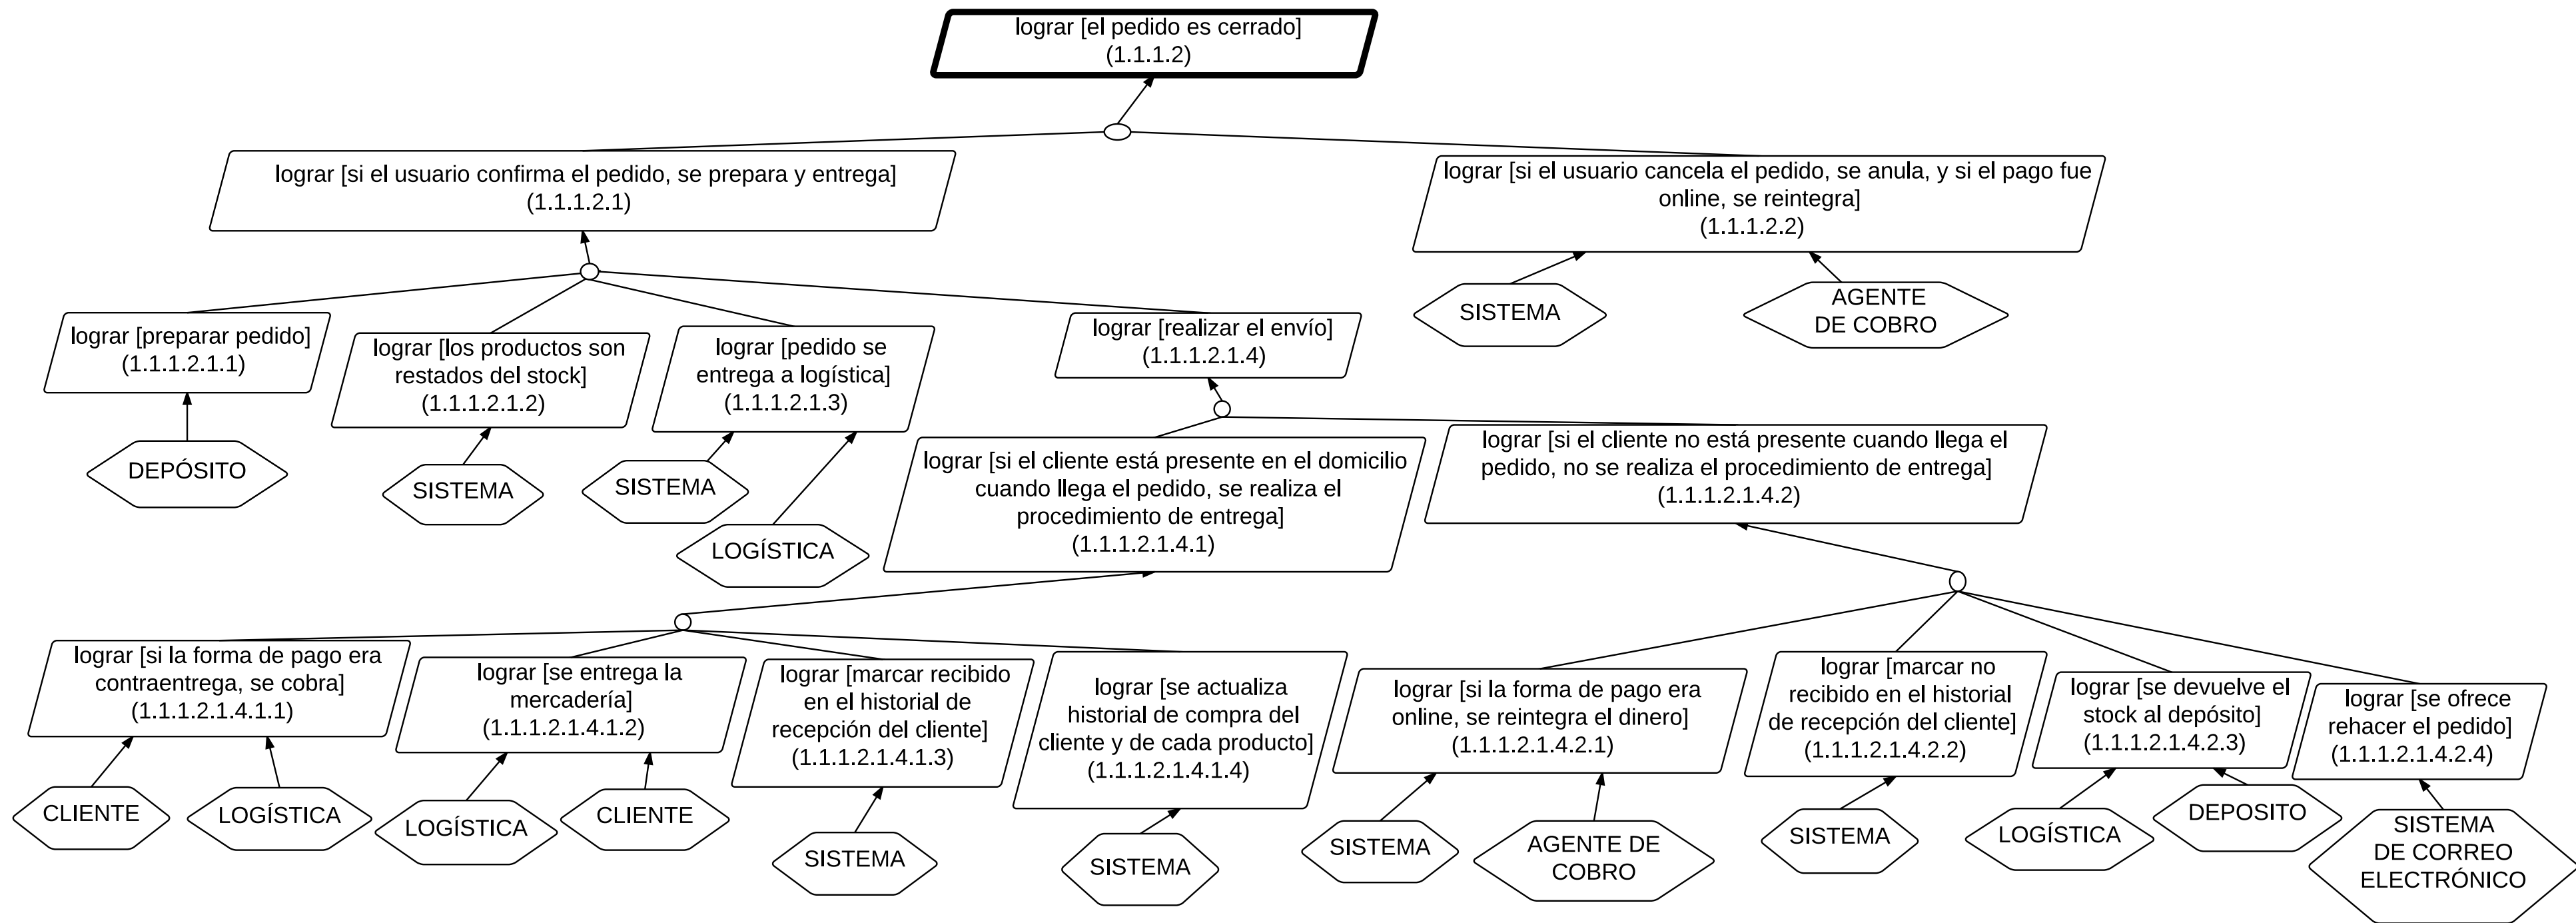 lograr [el pedido es cerrado]
(1.1.1.2)
lograr [si el usuario confirma el pedido, se prepara y entrega]
(1.1.1.2.1)
lograr [si el usuario cancela el pedido, se anula, y si el pago fue
online, se reintegra]
(1.1.1.2.2)
SISTEMA
AGENTE
DE COBRO
lograr [preparar pedido]
(1.1.1.2.1.1)
lograr [los productos son
restados del stock]
(1.1.1.2.1.2)
lograr [pedido se
entrega a logística]
(1.1.1.2.1.3)
lograr [realizar el envío]
(1.1.1.2.1.4)
DEPÓSITO
SISTEMA
SISTEMA
LOGÍSTICA
lograr [si el cliente está presente en el domicilio
cuando llega el pedido, se realiza el
procedimiento de entrega]
(1.1.1.2.1.4.1)
lograr [si el cliente no está presente cuando llega el
pedido, no se realiza el procedimiento de entrega]
(1.1.1.2.1.4.2)
lograr [si la forma de pago era
contraentrega, se cobra]
(1.1.1.2.1.4.1.1)
lograr [se entrega la
mercadería]
(1.1.1.2.1.4.1.2)
lograr [marcar recibido
en el historial de
recepción del cliente]
(1.1.1.2.1.4.1.3)
lograr [se actualiza
historial de compra del
cliente y de cada producto]
(1.1.1.2.1.4.1.4)
lograr [si la forma de pago era
online, se reintegra el dinero]
(1.1.1.2.1.4.2.1)
lograr [marcar no
recibido en el historial
de recepción del cliente]
(1.1.1.2.1.4.2.2)
lograr [se devuelve el
stock al depósito]
(1.1.1.2.1.4.2.3)
lograr [se ofrece
rehacer el pedido]
(1.1.1.2.1.4.2.4)
CLIENTE
LOGÍSTICA
LOGÍSTICA
CLIENTE
SISTEMA
SISTEMA
SISTEMA
AGENTE DE
COBRO
SISTEMA
LOGÍSTICA
DEPOSITO
SISTEMA
DE CORREO
ELECTRÓNICO